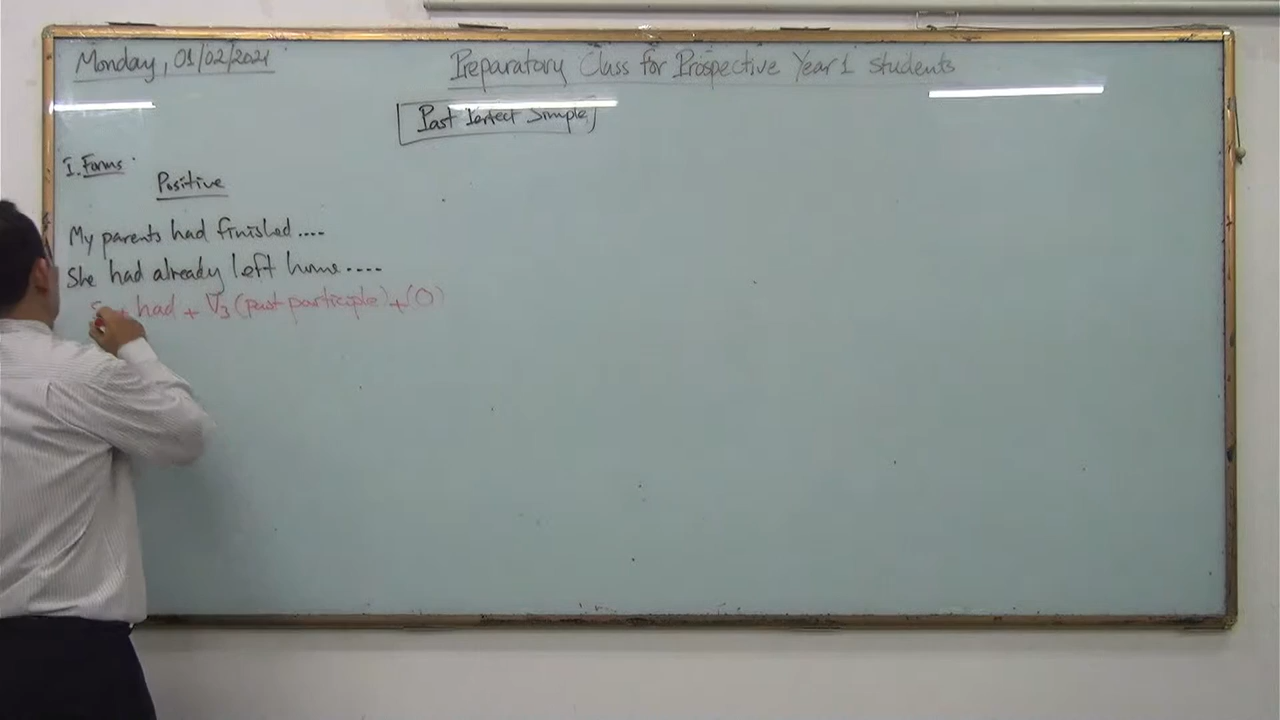 Monday, 01/02/2021
Preparatory Class for Prospective Year 1 students
Past Perfect Simple
I. Forms
Positive
My parents had finished ....
She had already left home ....
S + had + V3 (past participle) + (O)